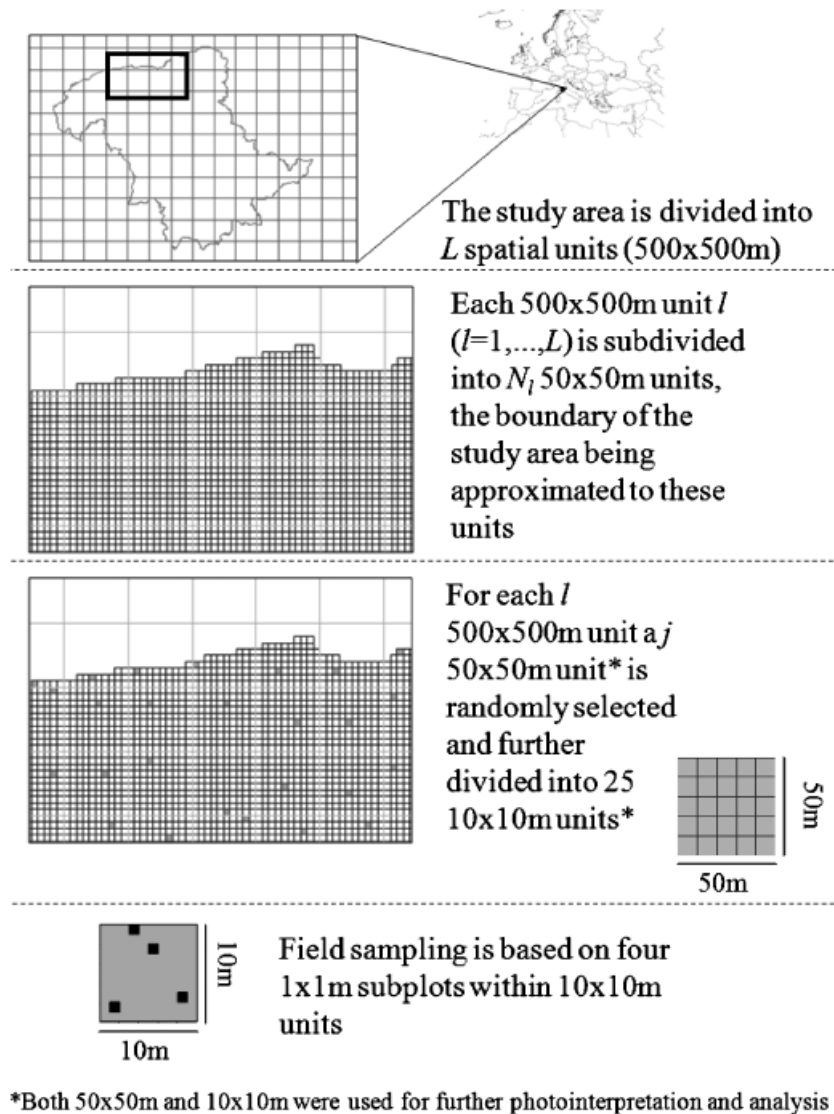 The study area is divided into
L spatial units (500x500m)
Each 500x500m unit l
(l=1,...,L) is subdivided
into Nl 50x50m units,
the boundary of the
study area being
approximated to these
units
For each l
500x500m unit a j
50x50m unit* is
randomly selected
and further
divided into 25
10x10m units*
50m
50m
Field sampling is based on four
1x1m subplots within 10x10m
units
10m
10m
*Both 50x50m and 10x10m were used for further photointerpretation and analysis